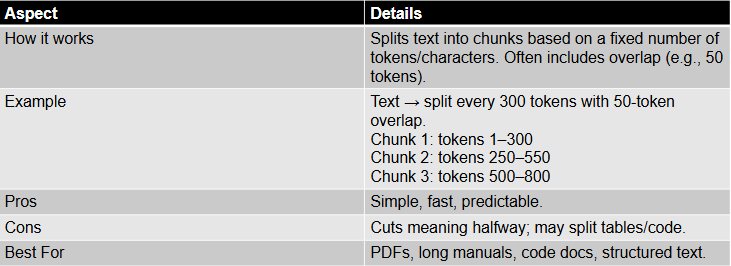 Aspect
Details
How it works
Splits text into chunks based on a fixed number of
tokens/characters. Often includes overlap (e.g., 50
tokens).
Example
Text → split every 300 tokens with 50-token
overlap.
Chunk 1: tokens 1–300
Chunk 2: tokens 250–550
Chunk 3: tokens 500–800
Pros
Simple, fast, predictable.
Cons
Cuts meaning halfway; may split tables/code.
Best For
PDFs, long manuals, code docs, structured text.